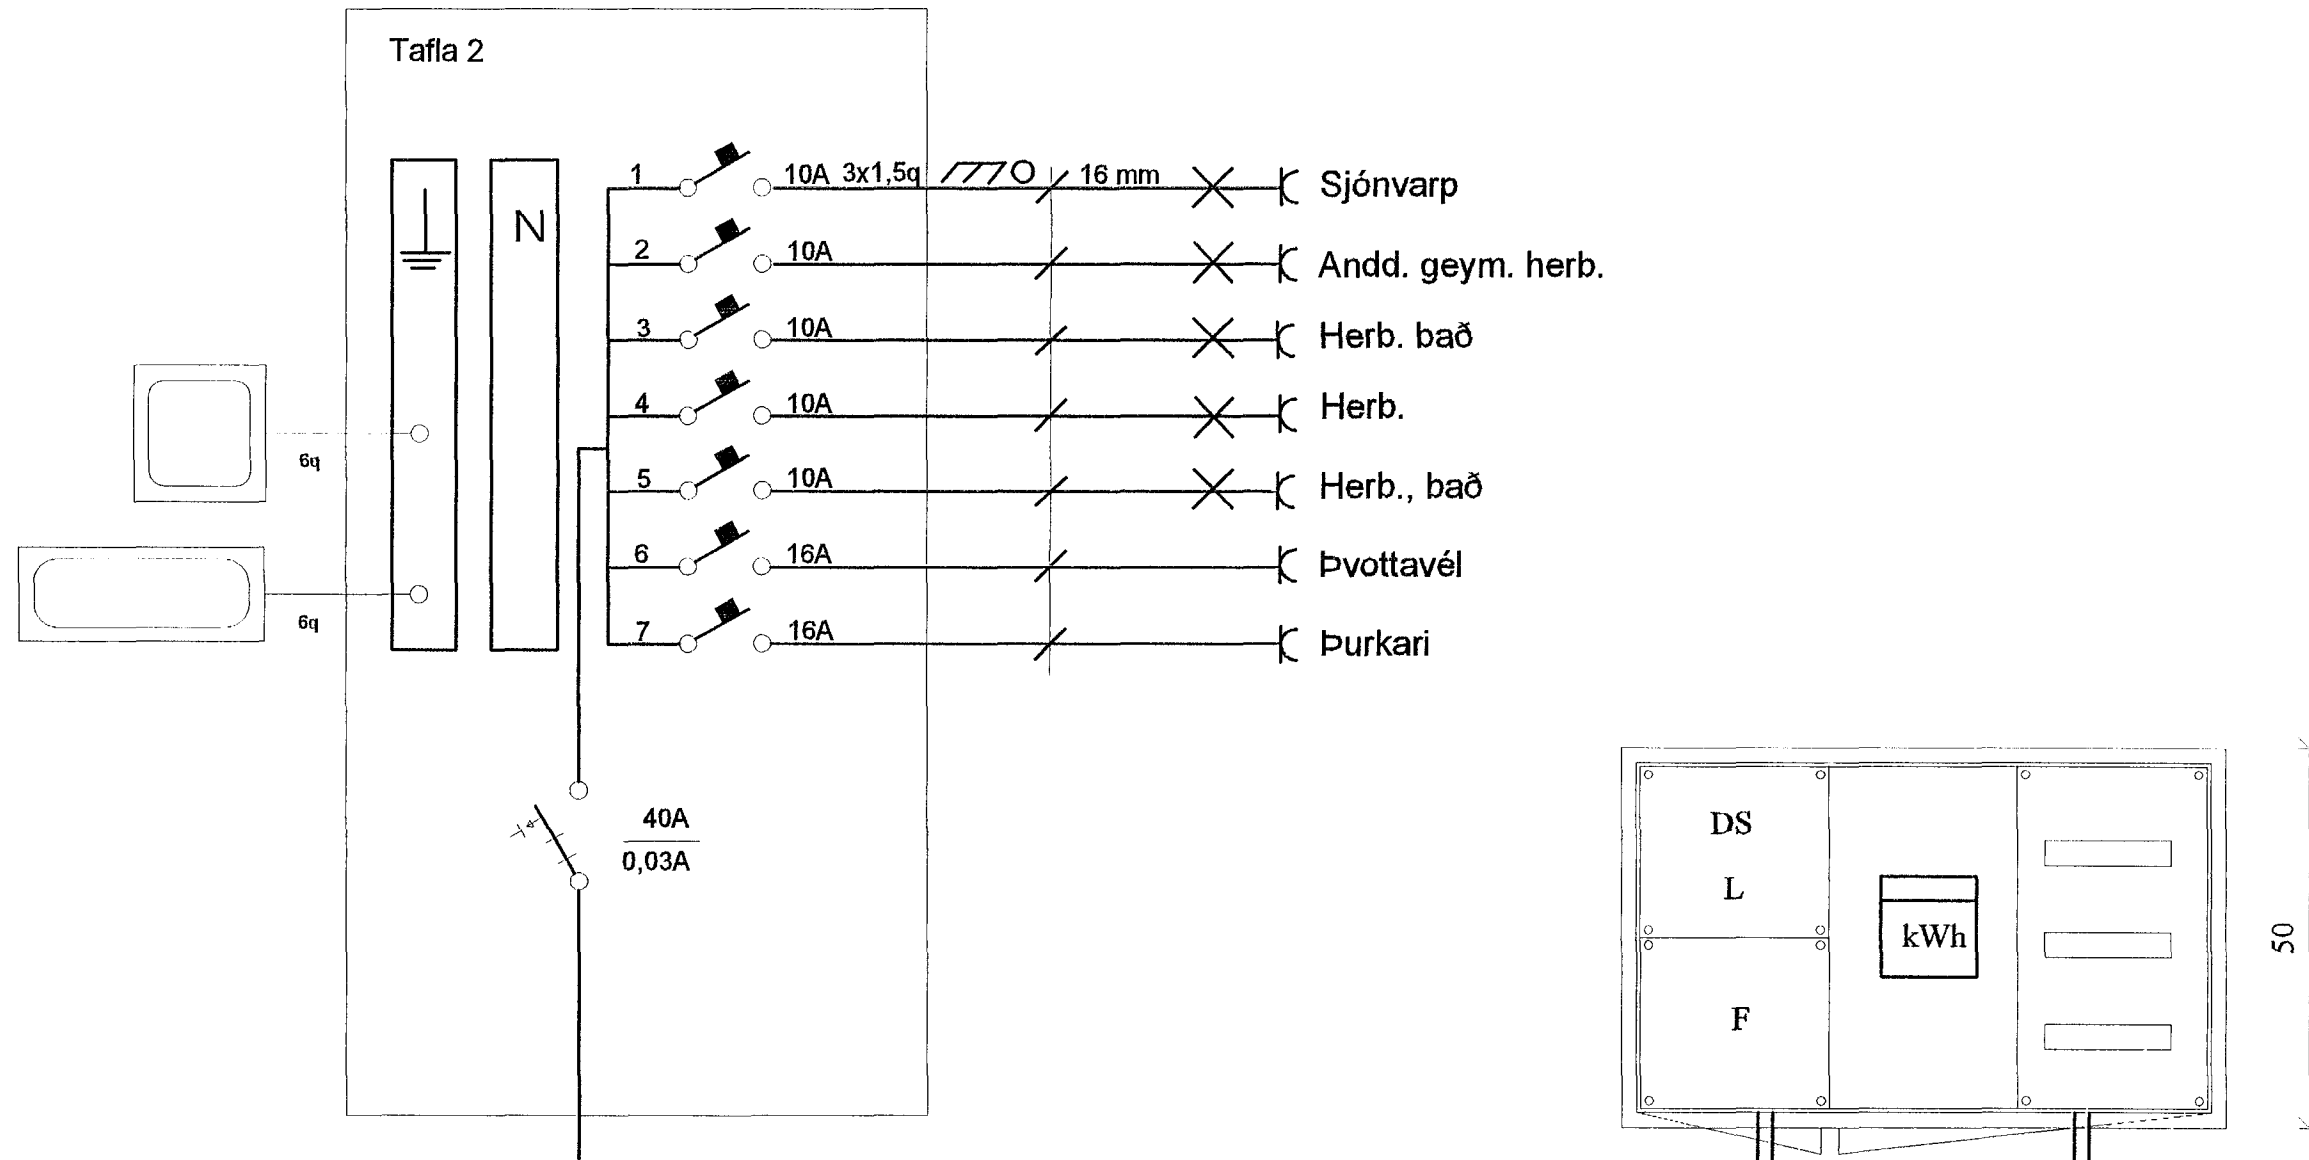 Tafla 2
N
1 10A 3x1,5q 16 mm Sjónvarp
2 10A Andd. geym. herb.
3 10A Herb. bað
4 10A Herb.
5 10A Herb., bað
6 16A Þvottavél
7 16A Þurkari
6q
6q
40A
0,03A
DS
L
kWh
F
50